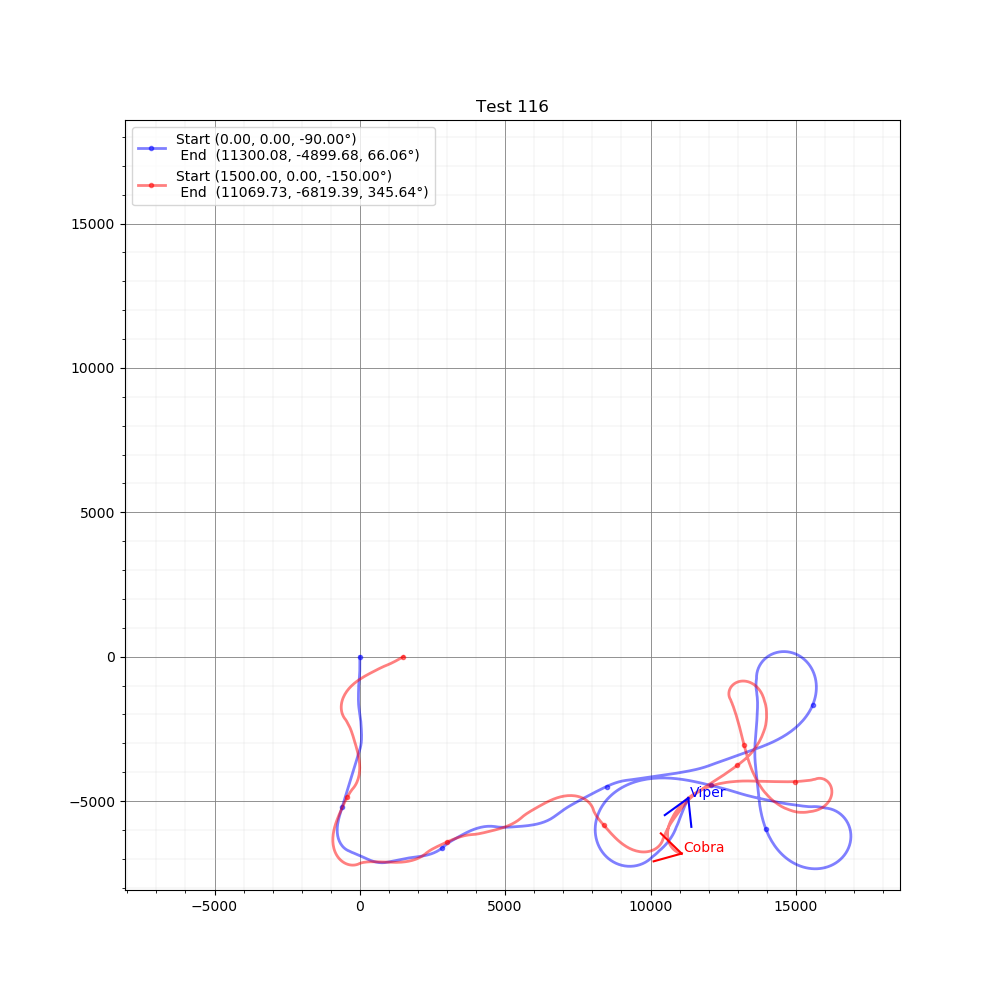 Test 116
Start (0.00, 0.00, -90.00°)
End (11300.08, -4899.68, 66.06°)
Start (1500.00, 0.00, -150.00°)
End (11069.73, -6819.39, 345.64°)
15000
10000
5000
0
−5000
Viper
Cobra
−5000
0
5000
10000
15000